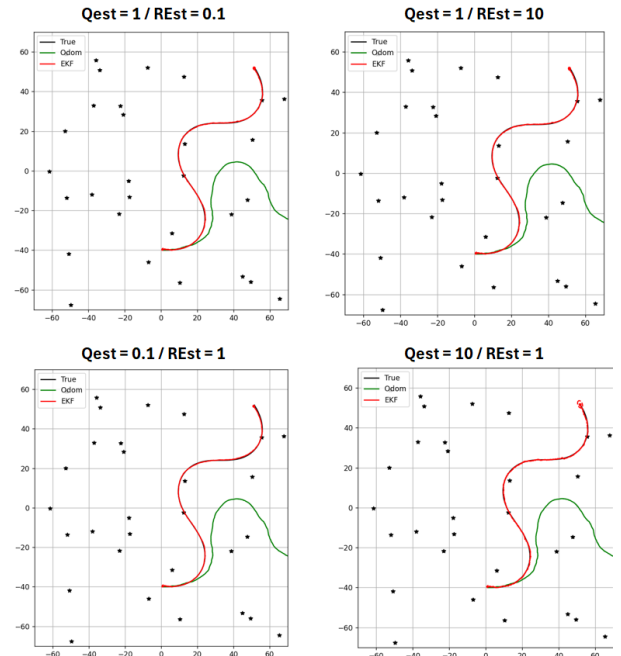 Qest = 1 / REst = 0.1
True
Odom
EKF
60
40
20
0
−20
−40
−60
−60 −40 −20 0 20 40 60
Qest = 1 / REst = 10
True
Odom
EKF
60
40
20
0
−20
−40
−60
−60 −40 −20 0 20 40 60
Qest = 0.1 / REst = 1
True
Odom
EKF
60
40
20
0
−20
−40
−60
−60 −40 −20 0 20 40 60
Qest = 10 / REst = 1
True
Odom
EKF
60
40
20
0
−20
−40
−60
−60 −40 −20 0 20 40 60